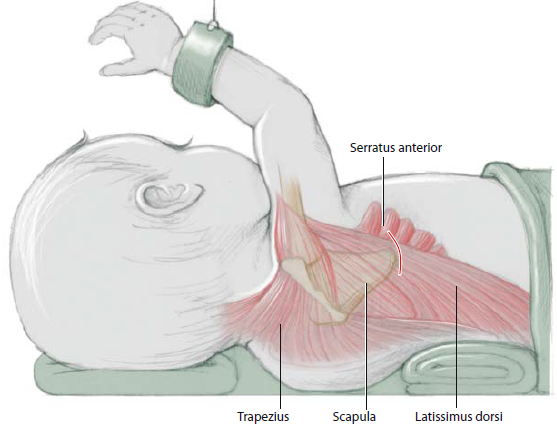 Serratus anterior
Trapezius
Scapula
Latissimus dorsi